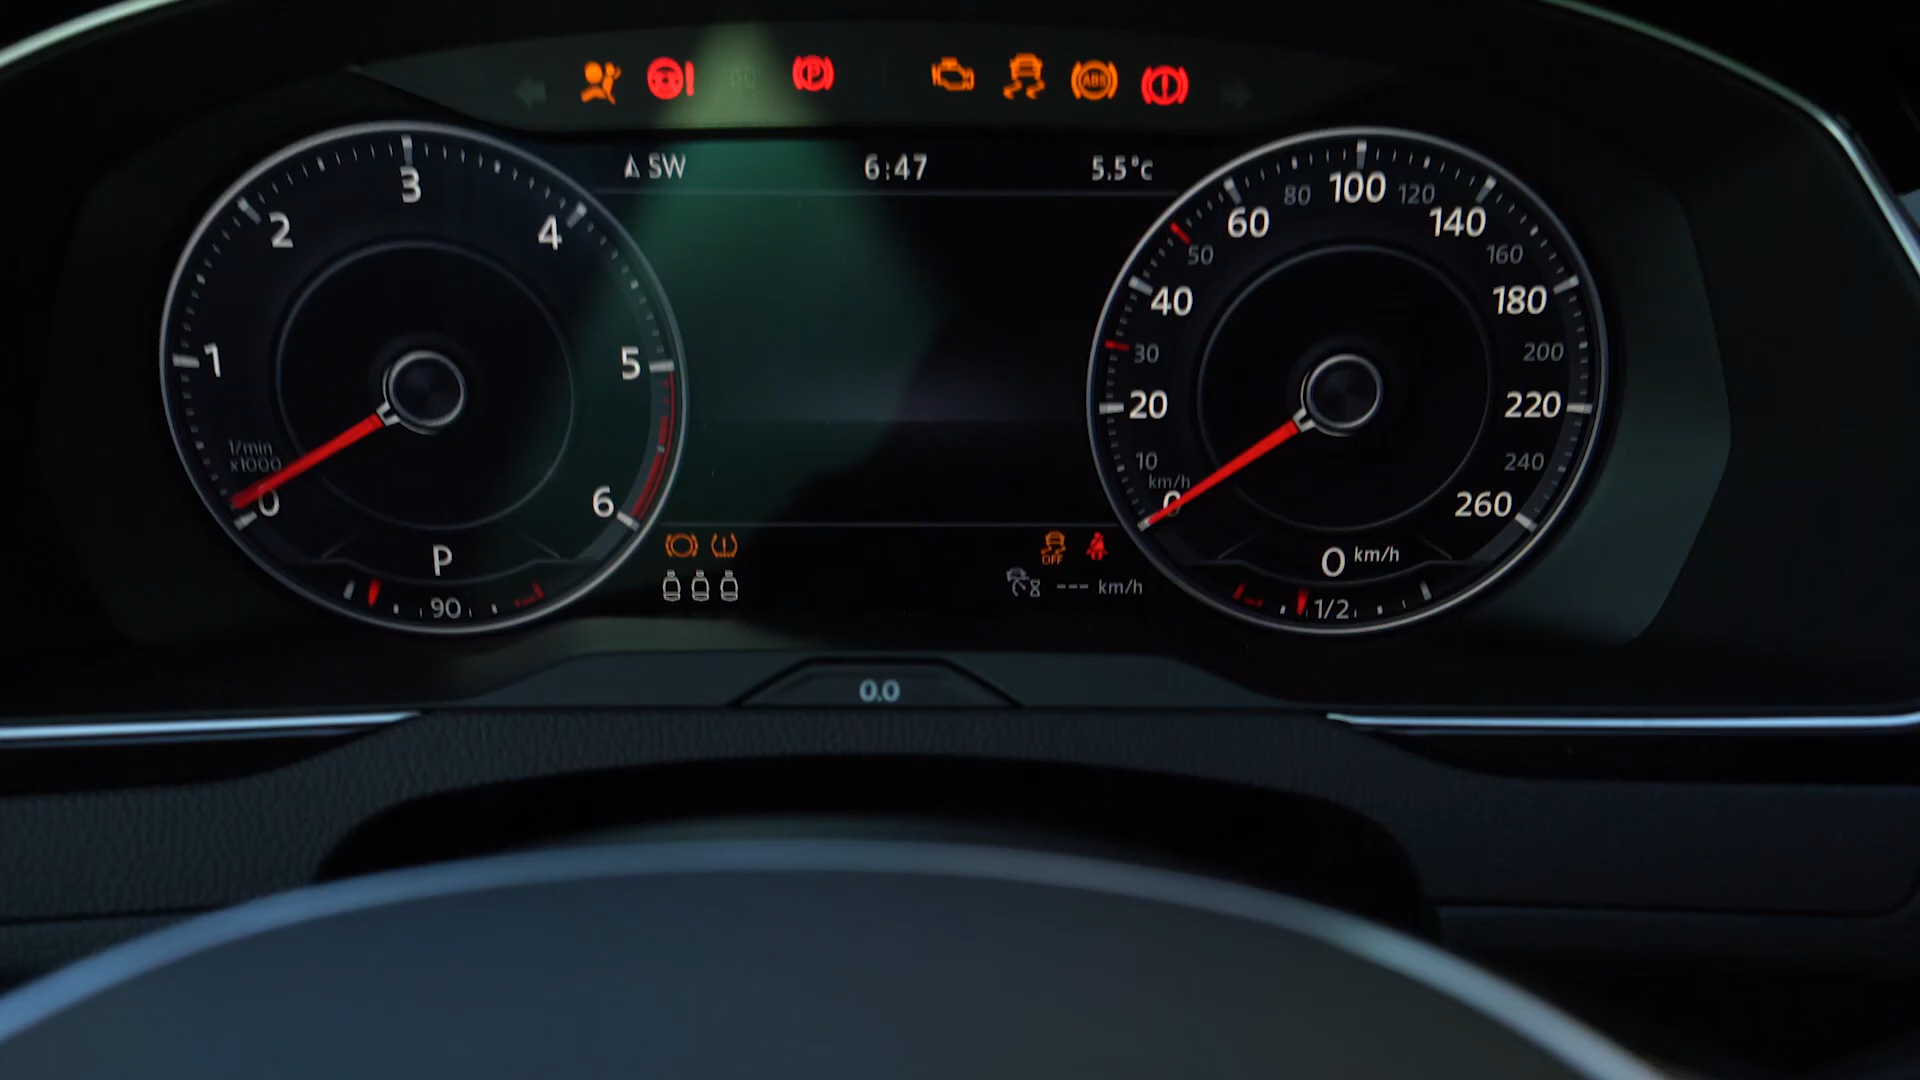 P
ABS
SW 6:47 5.5°C
1/min
x1000
0
1
2
3
4
5
6
P
90
OFF
--- km/h
km/h
0
10
20
30
40
50
60
80
100
120
140
160
180
200
220
240
260
0 km/h
1/2
0.0